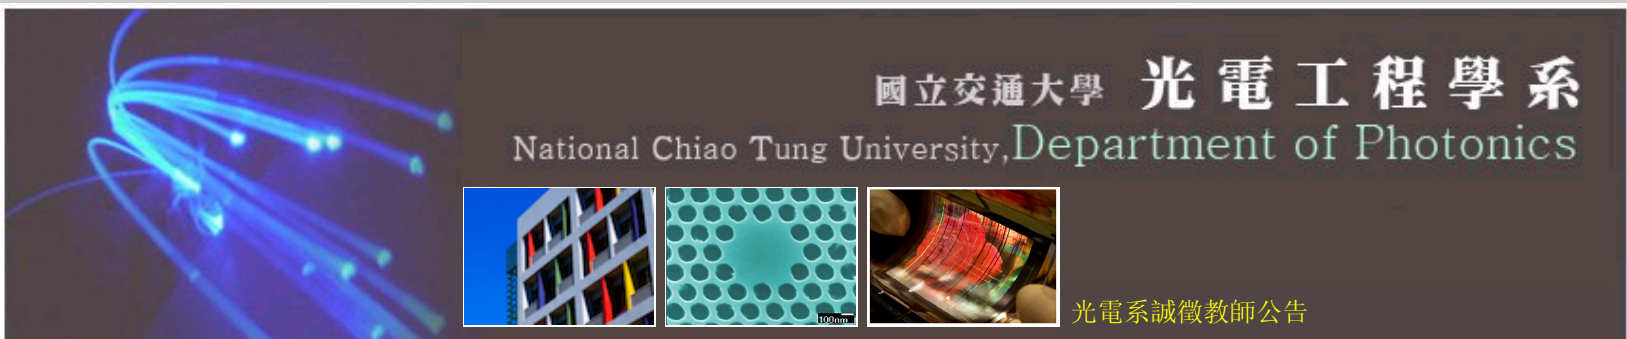 國立交通大學 光電工程學系
National Chiao Tung University,Department of Photonics
100nm
光電系誠徵教師公告